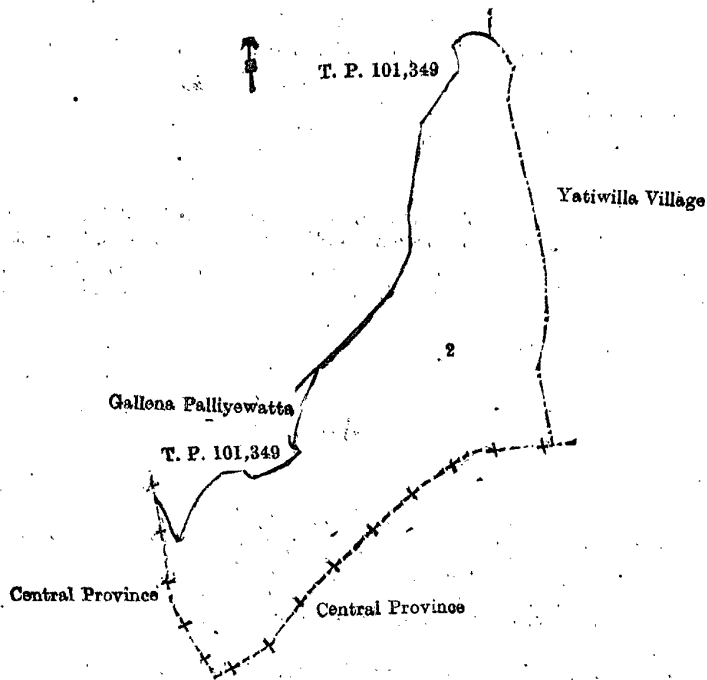 T. P. 101,349
Yatiwilla Village
2
Gallena Palliyewatta
T. P. 101,349
Central Province
Central Province